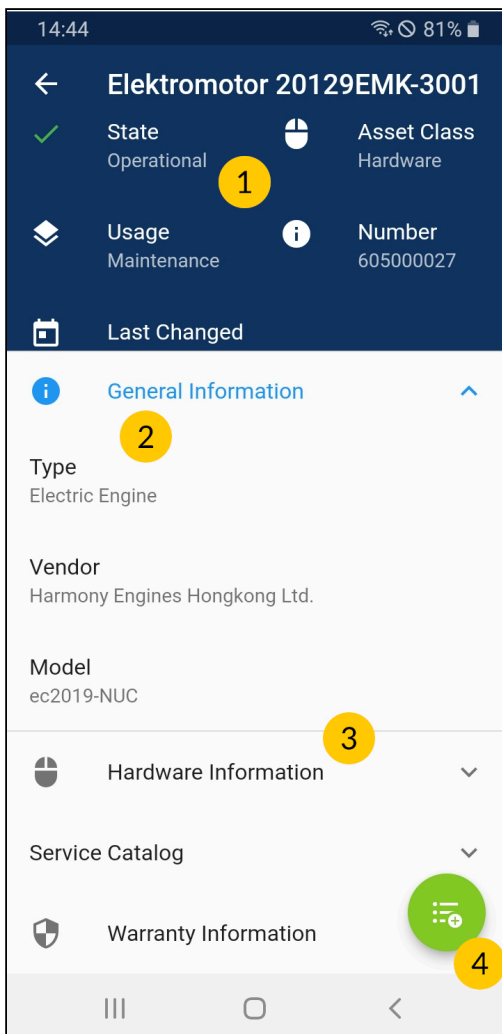 14:44 81%
Elektromotor 20129EMK-3001
State Asset Class
Operational Hardware
1
Usage Number
Maintenance 605000027
Last Changed
General Information
2
Type
Electric Engine
Vendor
Harmony Engines Hongkong Ltd.
Model
ec2019-NUC
3
Hardware Information
Service Catalog
Warranty Information
4